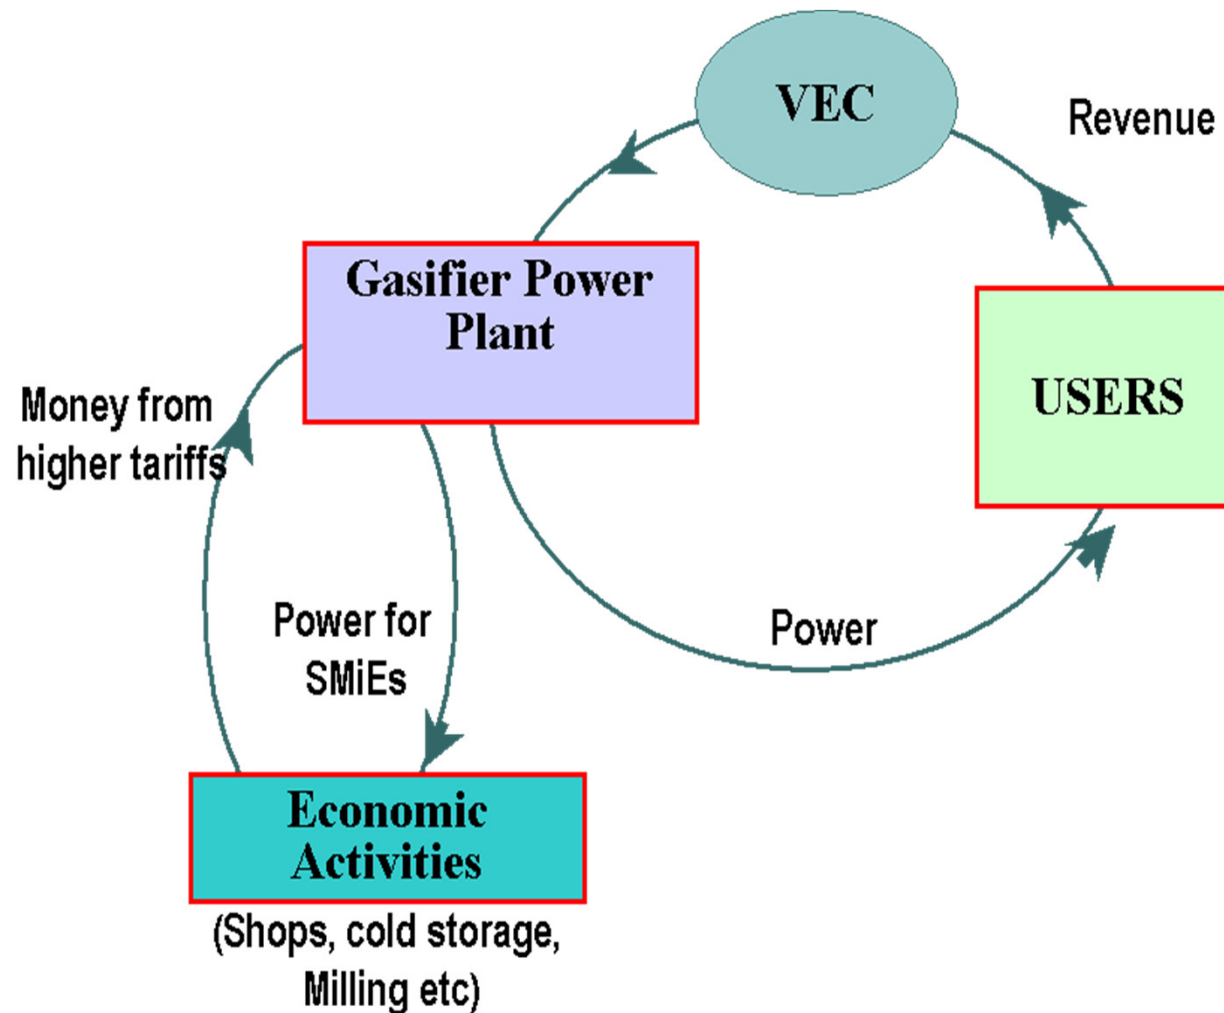 VEC
Revenue
Gasifier Power
Plant
USERS
Money from
higher tariffs
Power for
SMiEs
Power
Economic
Activities
(Shops, cold storage,
Milling etc)